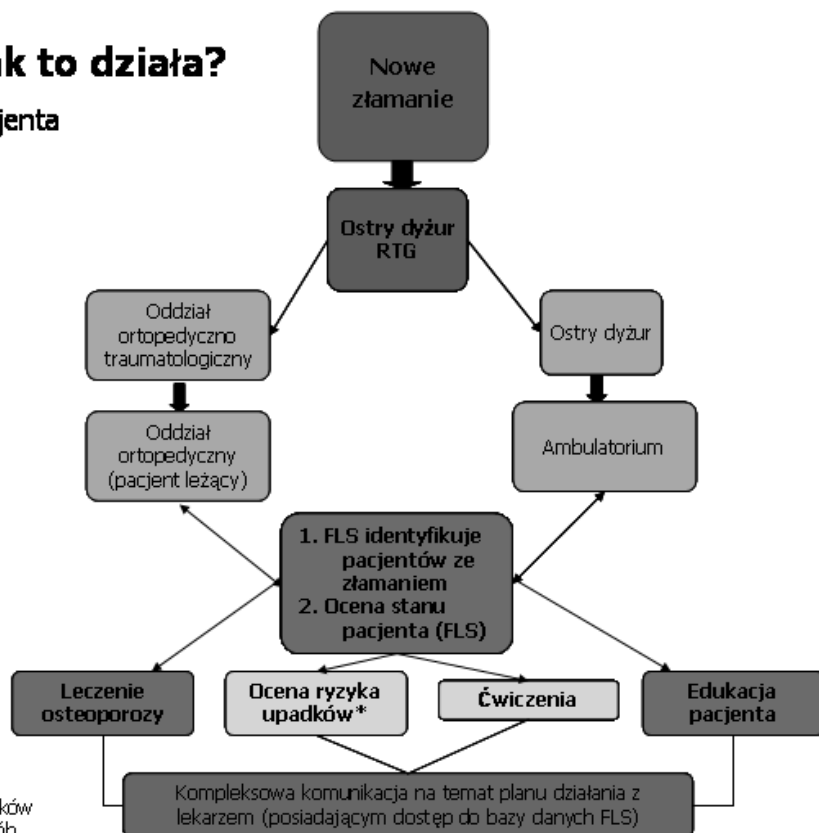 k to działa?
jenta
Nowe
złamanie
Ostry dyżur
RTG
Oddział
ortopedyczno
traumatologiczny
Ostry dyżur
Oddział
ortopedyczny
(pacjent leżący)
Ambulatorium
1. FLS identyfikuje
pacjentów ze
złamaniem
2. Ocena stanu
pacjenta (FLS)
Leczenie
osteoporozy
Ocena ryzyka
upadków*
Ćwiczenia
Edukacja
pacjenta
Kompleksowa komunikacja na temat planu działania z
lekarzem (posiadającym dostęp do bazy danych FLS)
ków